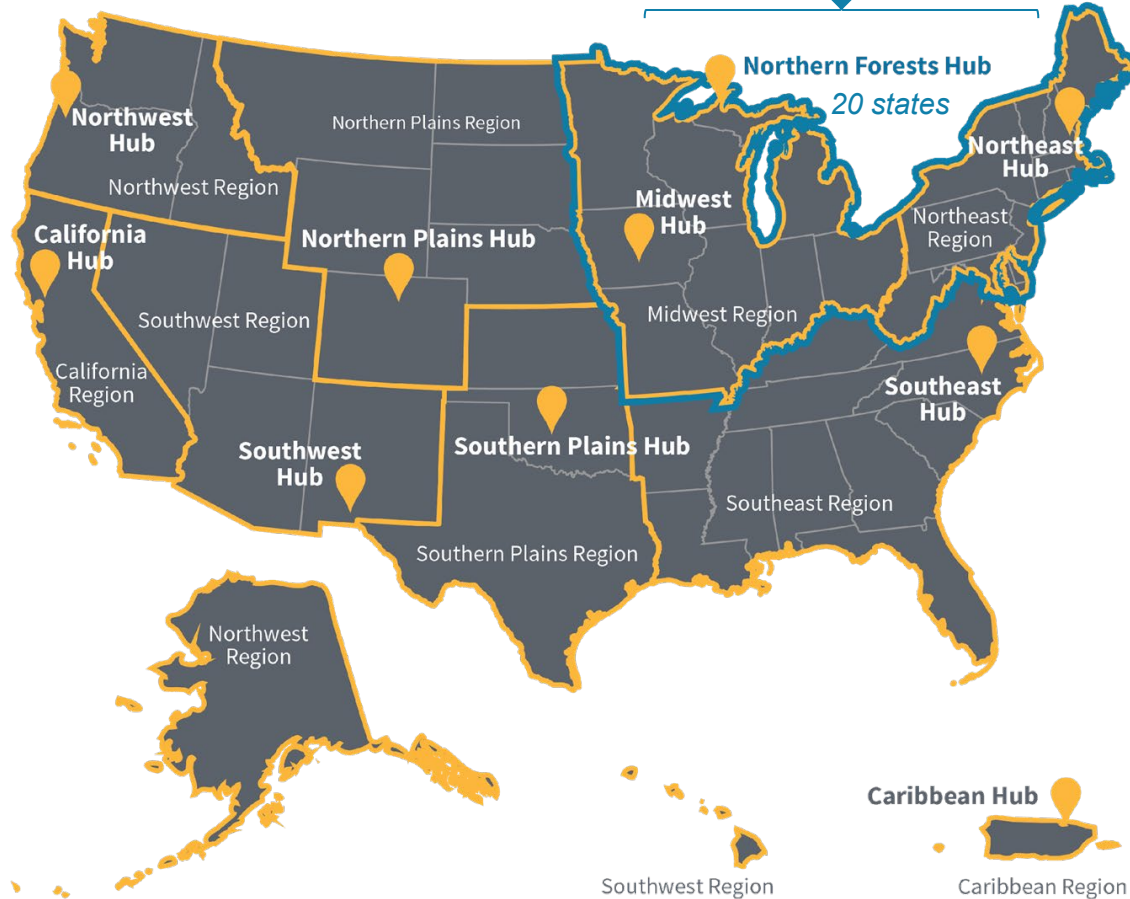 Northern Forests Hub
20 states
Northwest
Hub
Northern Plains Region
Northeast
Hub
Northwest Region
Midwest
Hub
Northeast
Region
California
Hub
Northern Plains Hub
Southwest Region
Midwest Region
California
Region
Southeast
Hub
Southwest
Hub
Southern Plains Hub
Southeast Region
Southern Plains Region
Northwest
Region
Caribbean Hub
Southwest Region
Caribbean Region